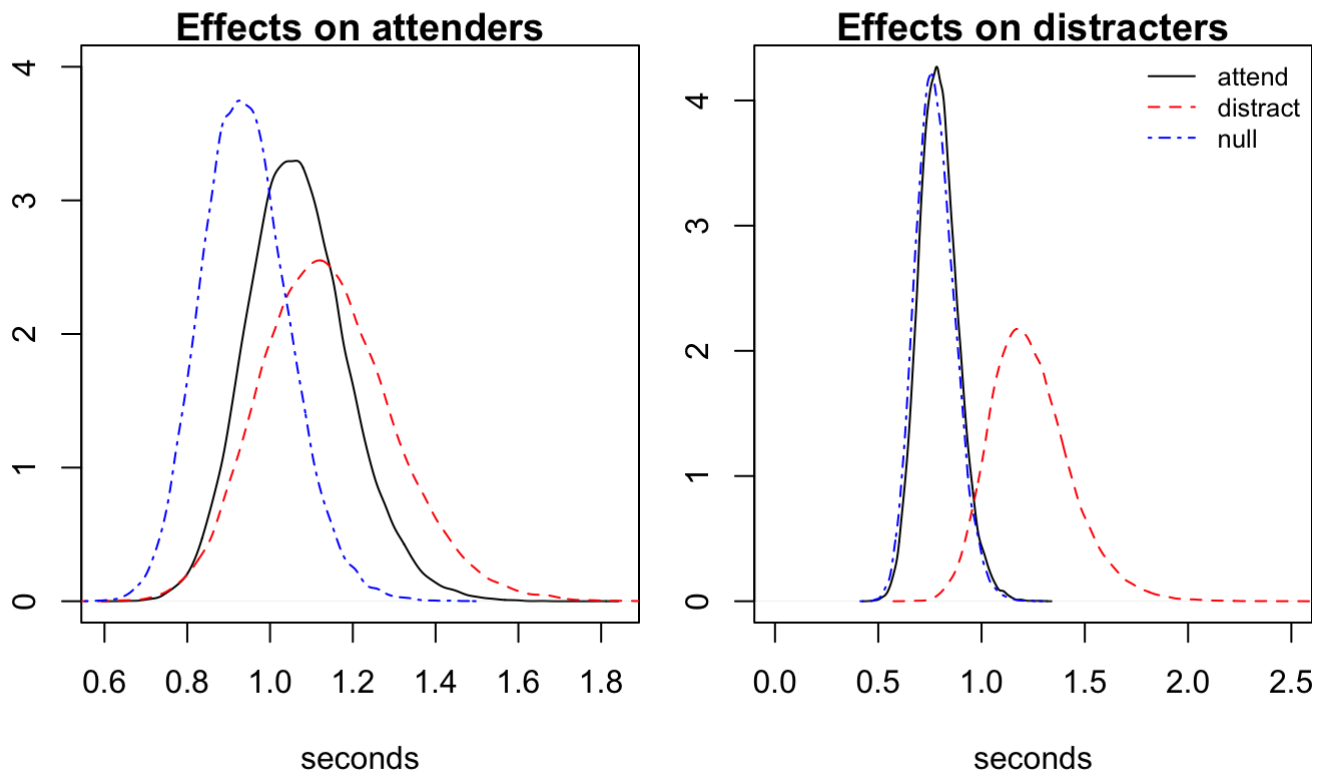 Effects on attenders
4
3
2
1
0
0.6 0.8 1.0 1.2 1.4 1.6 1.8
seconds
Effects on distracters
attend
distract
null
4
3
2
1
0
0.0 0.5 1.0 1.5 2.0 2.5
seconds